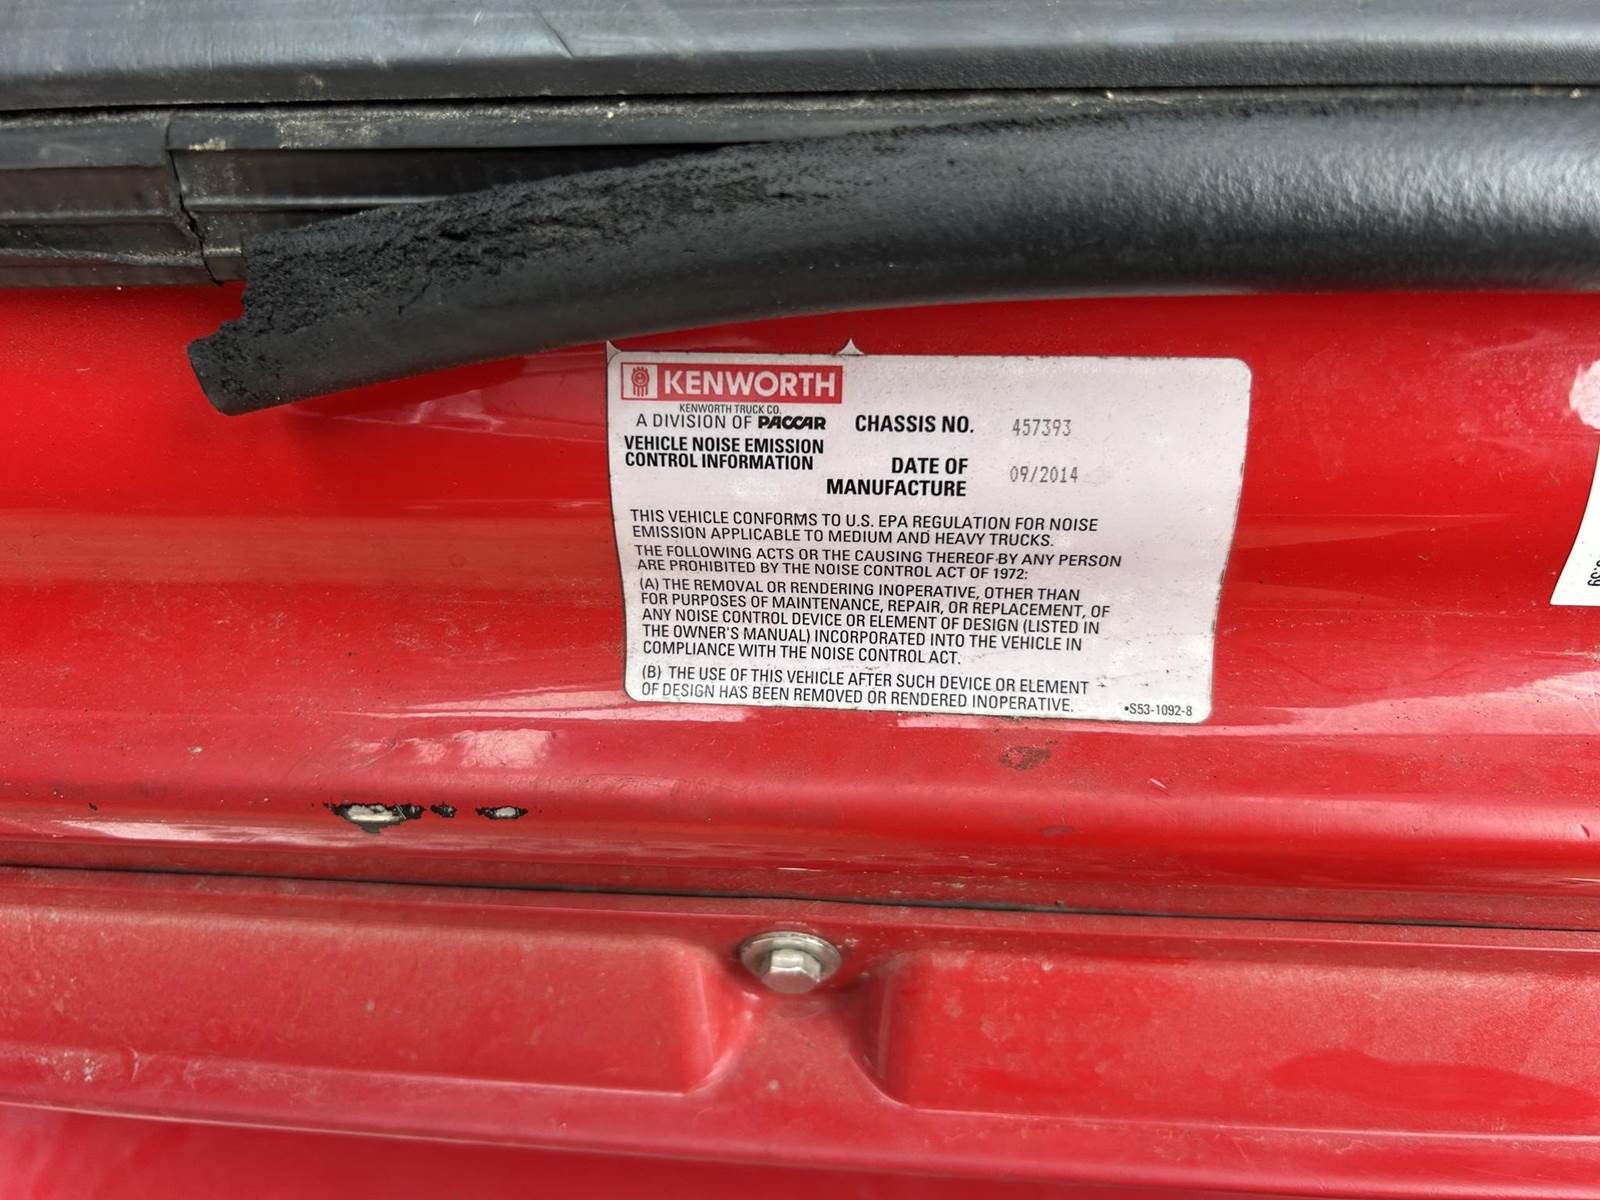 KENWORTH
KENWORTH TRUCK CO.
A DIVISION OF PACCAR
VEHICLE NOISE EMISSION
CONTROL INFORMATION
CHASSIS NO. 457393
DATE OF
MANUFACTURE 09/2014
THIS VEHICLE CONFORMS TO U.S. EPA REGULATION FOR NOISE
EMISSION APPLICABLE TO MEDIUM AND HEAVY TRUCKS.
THE FOLLOWING ACTS OR THE CAUSING THEREOF BY ANY PERSON
ARE PROHIBITED BY THE NOISE CONTROL ACT OF 1972:
(A) THE REMOVAL OR RENDERING INOPERATIVE, OTHER THAN
FOR PURPOSES OF MAINTENANCE, REPAIR, OR REPLACEMENT, OF
ANY NOISE CONTROL DEVICE OR ELEMENT OF DESIGN (LISTED IN
THE OWNER'S MANUAL) INCORPORATED INTO THE VEHICLE IN
COMPLIANCE WITH THE NOISE CONTROL ACT.
(B) THE USE OF THIS VEHICLE AFTER SUCH DEVICE OR ELEMENT
OF DESIGN HAS BEEN REMOVED OR RENDERED INOPERATIVE.
•S53-1092-8